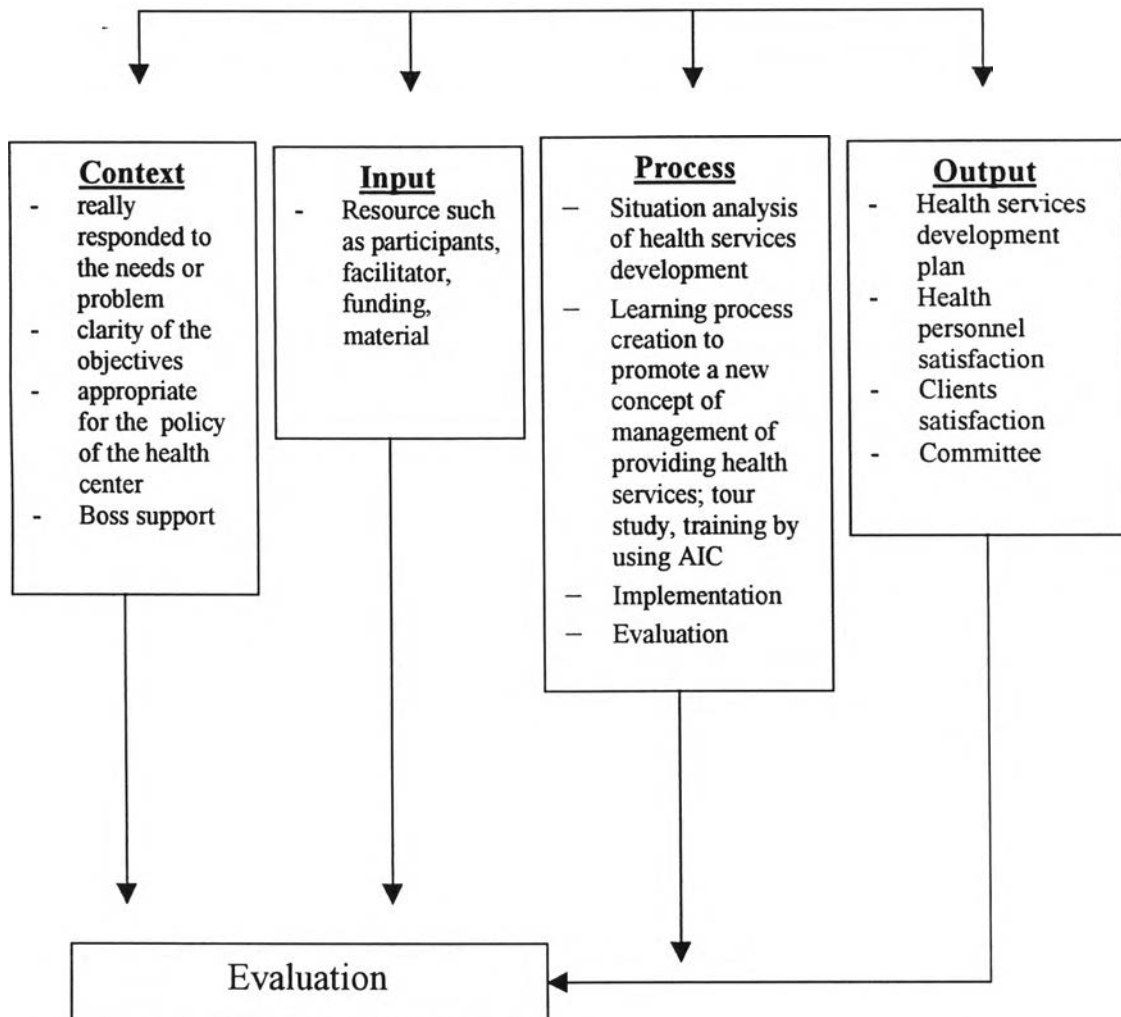 Context
- really
responded to
the needs or
problem
- clarity of the
objectives
- appropriate
for the policy
of the health
center
- Boss support
Input
- Resource such
as participants,
facilitator,
funding,
material
Process
– Situation analysis
of health services
development
– Learning process
creation to
promote a new
concept of
management of
providing health
services; tour
study, training by
using AIC
– Implementation
– Evaluation
Output
- Health services
development
plan
- Health
personnel
satisfaction
- Clients
satisfaction
- Committee
Evaluation